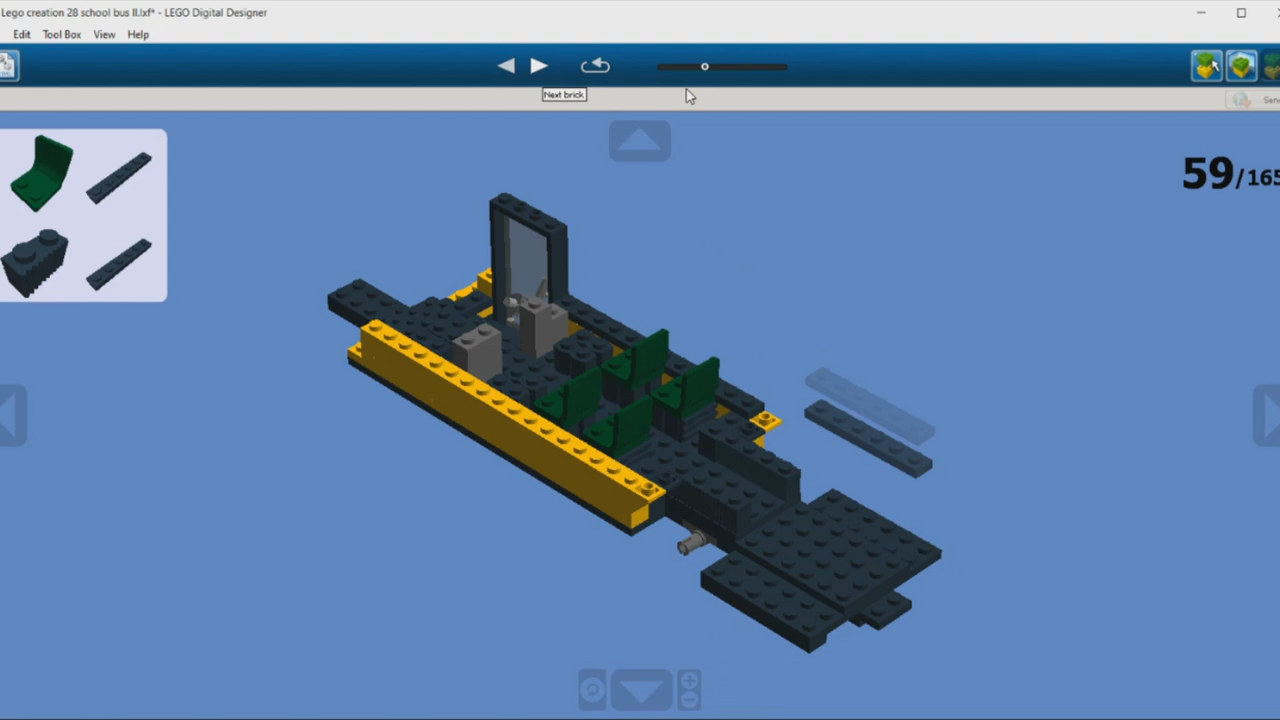 Lego creation 28 school bus II.lxf* - LEGO Digital Designer
Edit Tool Box View Help
Next brick
Sen
59/165